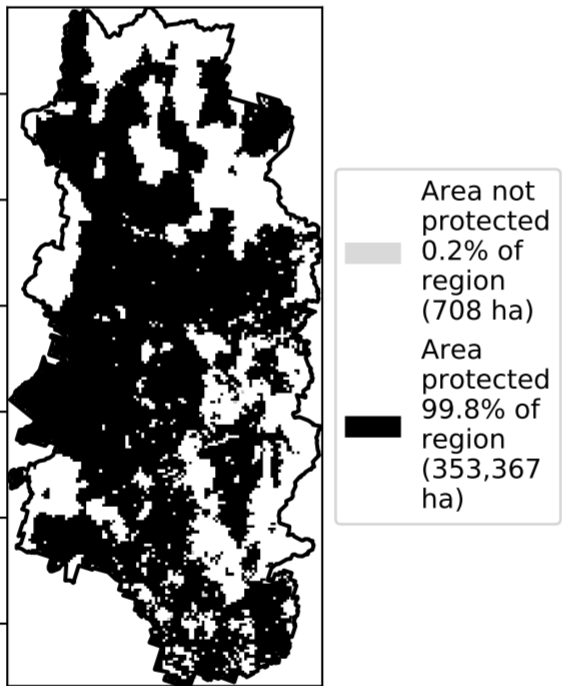 Area not
protected
0.2% of
region
(708 ha)
Area
protected
99.8% of
region
(353,367
ha)